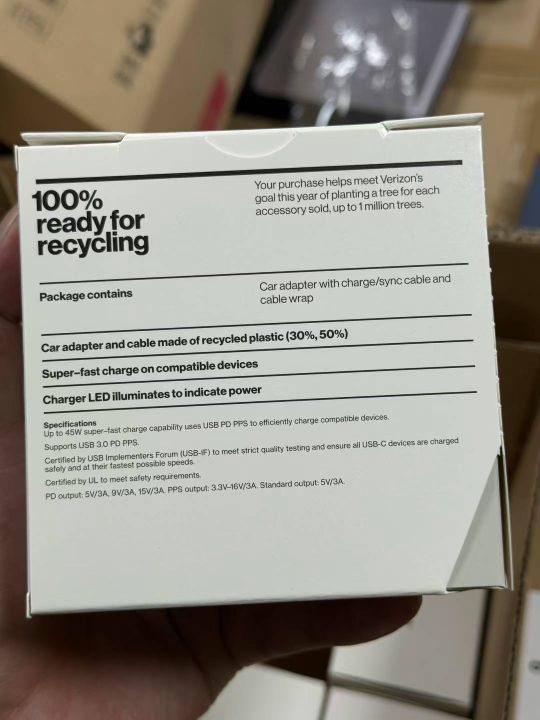 100%
ready for
recycling
Your purchase helps meet Verizon's
goal this year of planting a tree for each
accessory sold, up to 1 million trees.
Package contains
Car adapter with charge/sync cable and
cable wrap
Car adapter and cable made of recycled plastic (30%, 50%)
Super-fast charge on compatible devices
Charger LED illuminates to indicate power
Specifications
Up to 45W super-fast charge capability uses USB PD PPS to efficiently charge compatible devices.
Supports USB 3.0 PD PPS.
Certified by USB Implementers Forum (USB-IF) to meet strict quality testing and ensure all USB-C devices are charged
safely and at their fastest possible speeds.
Certified by UL to meet safety requirements.
PD output: 5V/3A, 9V/3A, 15V/3A. PPS output: 3.3V-16V/3A. Standard output: 5V/3A.